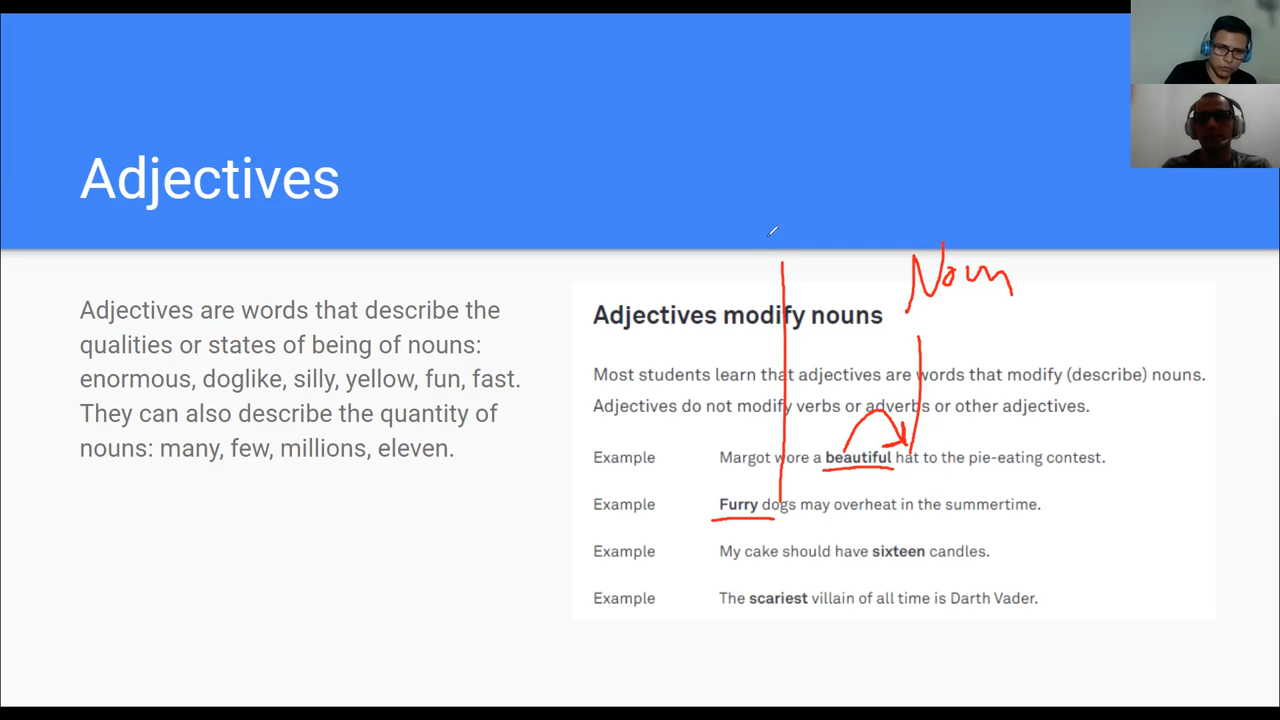 Adjectives
Adjectives are words that describe the
qualities or states of being of nouns:
enormous, doglike, silly, yellow, fun, fast.
They can also describe the quantity of
nouns: many, few, millions, eleven.
Noun
Adjectives modify nouns
Most students learn that adjectives are words that modify (describe) nouns.
Adjectives do not modify verbs or adverbs or other adjectives.
Example Margot wore a beautiful hat to the pie-eating contest.
Example Furry dogs may overheat in the summertime.
Example My cake should have sixteen candles.
Example The scariest villain of all time is Darth Vader.